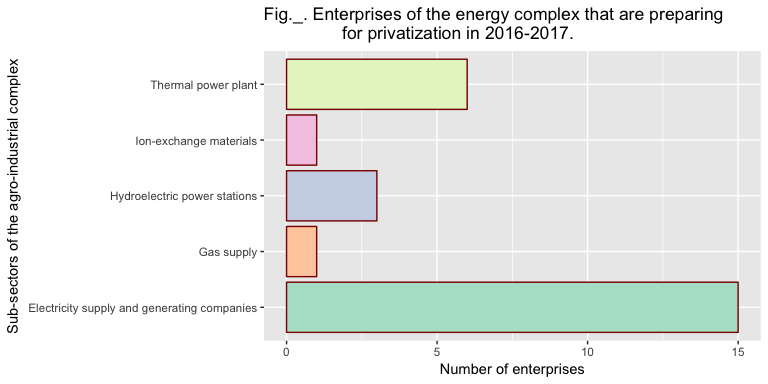 Fig._. Enterprises of the energy complex that are preparing
for privatization in 2016-2017.
Sub-sectors of the agro-industrial complex
Thermal power plant
Ion-exchange materials
Hydroelectric power stations
Gas supply
Electricity supply and generating companies
0 5 10 15
Number of enterprises